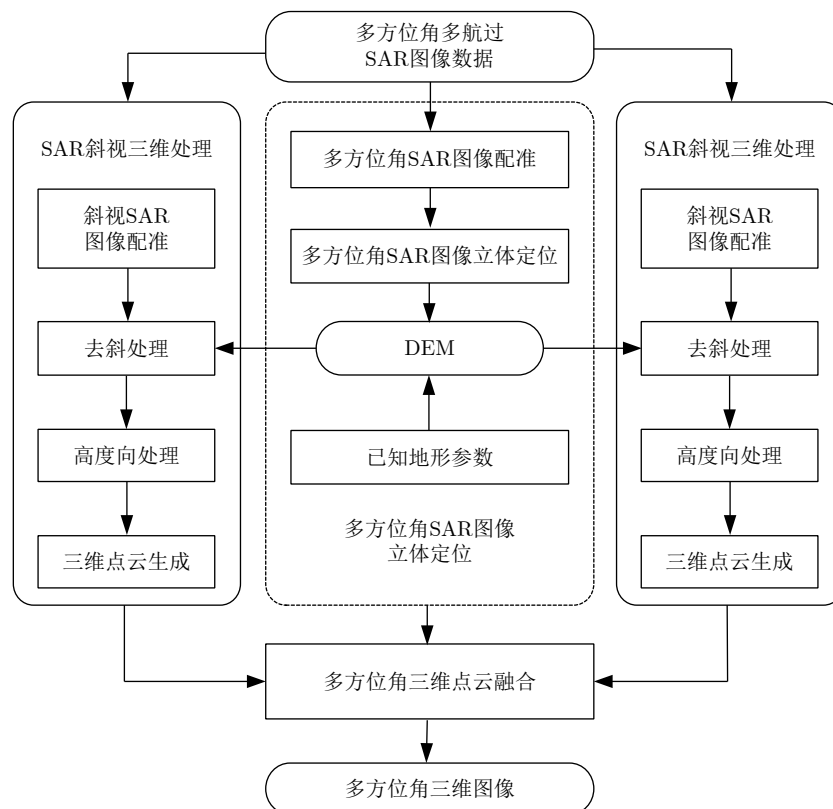 多方位角多航过
SAR图像数据
SAR斜视三维处理
斜视SAR
图像配准
去斜处理
高度向处理
三维点云生成
多方位角SAR图像配准
多方位角SAR图像立体定位
DEM
已知地形参数
多方位角SAR图像
立体定位
SAR斜视三维处理
斜视SAR
图像配准
去斜处理
高度向处理
三维点云生成
多方位角三维点云融合
多方位角三维图像